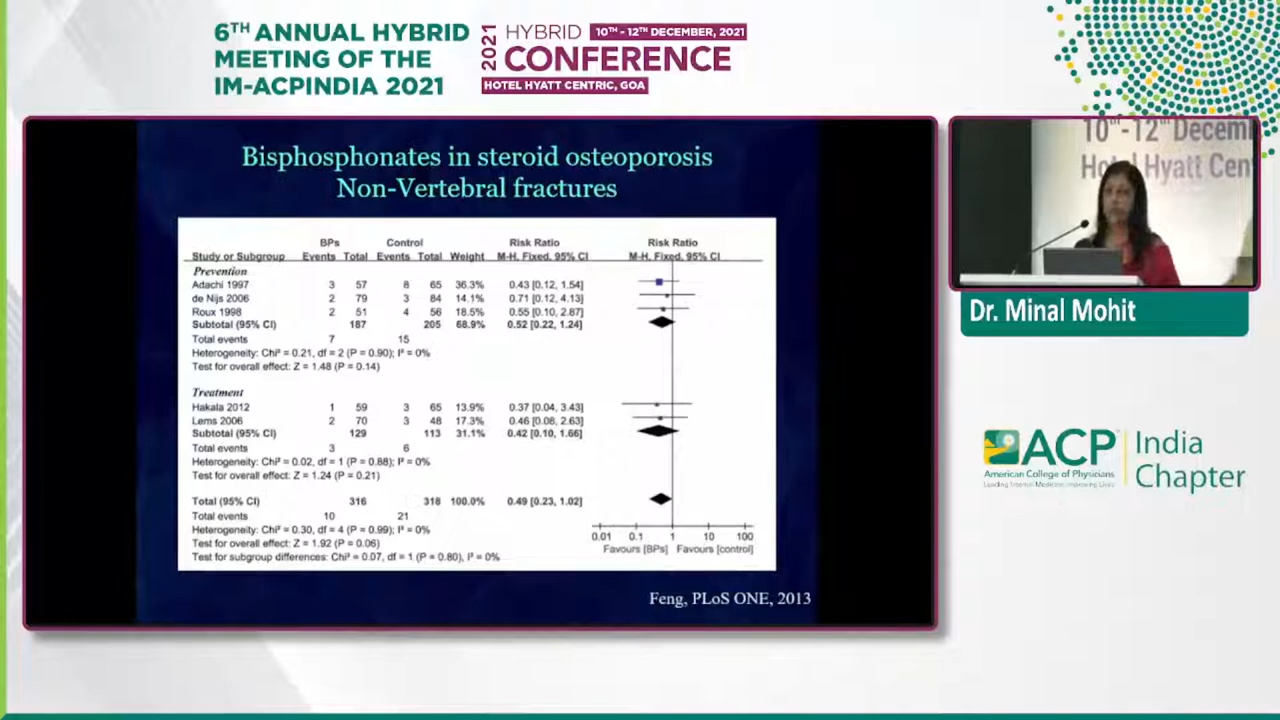 6TH ANNUAL HYBRID
MEETING OF THE
IM-ACPINDIA 2021
2021
HYBRID 10TH - 12TH DECEMBER, 2021
CONFERENCE
HOTEL HYATT CENTRIC, GOA
Bisphosphonates in steroid osteoporosis
Non-Vertebral fractures
BPs Control Risk Ratio Risk Ratio
Study or Subgroup Events Total Events Total Weight M-H. Fixed. 95% CI M-H. Fixed. 95% CI
Prevention
Adachi 1997 3 57 8 65 36.3% 0.43 [0.12, 1.54]
de Nijs 2006 2 79 3 84 14.1% 0.71 [0.12, 4.13]
Roux 1998 2 51 4 56 18.5% 0.55 [0.10, 2.87]
Subtotal (95% CI) 187 205 68.9% 0.52 [0.22, 1.24]
Total events 7 15
Heterogeneity: Chi² = 0.21, df = 2 (P = 0.90); I² = 0%
Test for overall effect: Z = 1.48 (P = 0.14)
Treatment
Hakala 2012 1 59 3 65 13.9% 0.37 [0.04, 3.43]
Lems 2006 2 70 3 48 17.3% 0.46 [0.08, 2.63]
Subtotal (95% CI) 129 113 31.1% 0.42 [0.10, 1.66]
Total events 3 6
Heterogeneity: Chi² = 0.02, df = 1 (P = 0.88); I² = 0%
Test for overall effect: Z = 1.24 (P = 0.21)
Total (95% CI) 316 318 100.0% 0.49 [0.23, 1.02]
Total events 10 21
Heterogeneity: Chi² = 0.30, df = 4 (P = 0.99); I² = 0%
Test for overall effect: Z = 1.92 (P = 0.06)
Test for subgroup differences: Chi² = 0.07, df = 1 (P = 0.80), I² = 0%
0.01 0.1 1 10 100
Favours [BPs] Favours [control]
Feng, PLoS ONE, 2013
10th-12th Decem
Hotel Hyatt Cen
Dr. Minal Mohit
ACP
American College of Physicians
Leading Internal Medicine, Improving Lives
India
Chapter